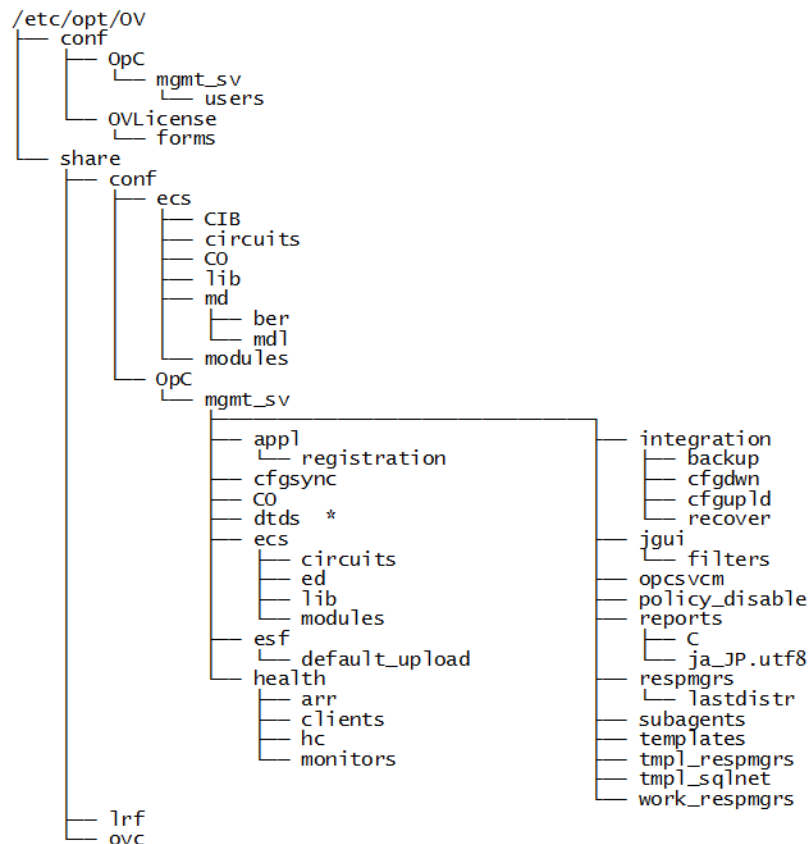 /etc/opt/OV
conf
OpC
mgmt_sv
users
OVLicense
forms
share
conf
ecs
CIB
circuits
CO
lib
md
ber
mdl
modules
OpC
mgmt_sv
appl
registration
cfgsync
CO
dtds *
ecs
circuits
ed
lib
modules
esf
default_upload
health
arr
clients
hc
monitors
integration
backup
cfgdwn
cfgupld
recover
jgui
filters
opcsvcm
policy_disable
reports
C
ja_JP.utf8
respmgrs
lastdistr
subagents
templates
tmpl_respmgrs
tmpl_sqlnet
work_respmgrs
lrf
ovc